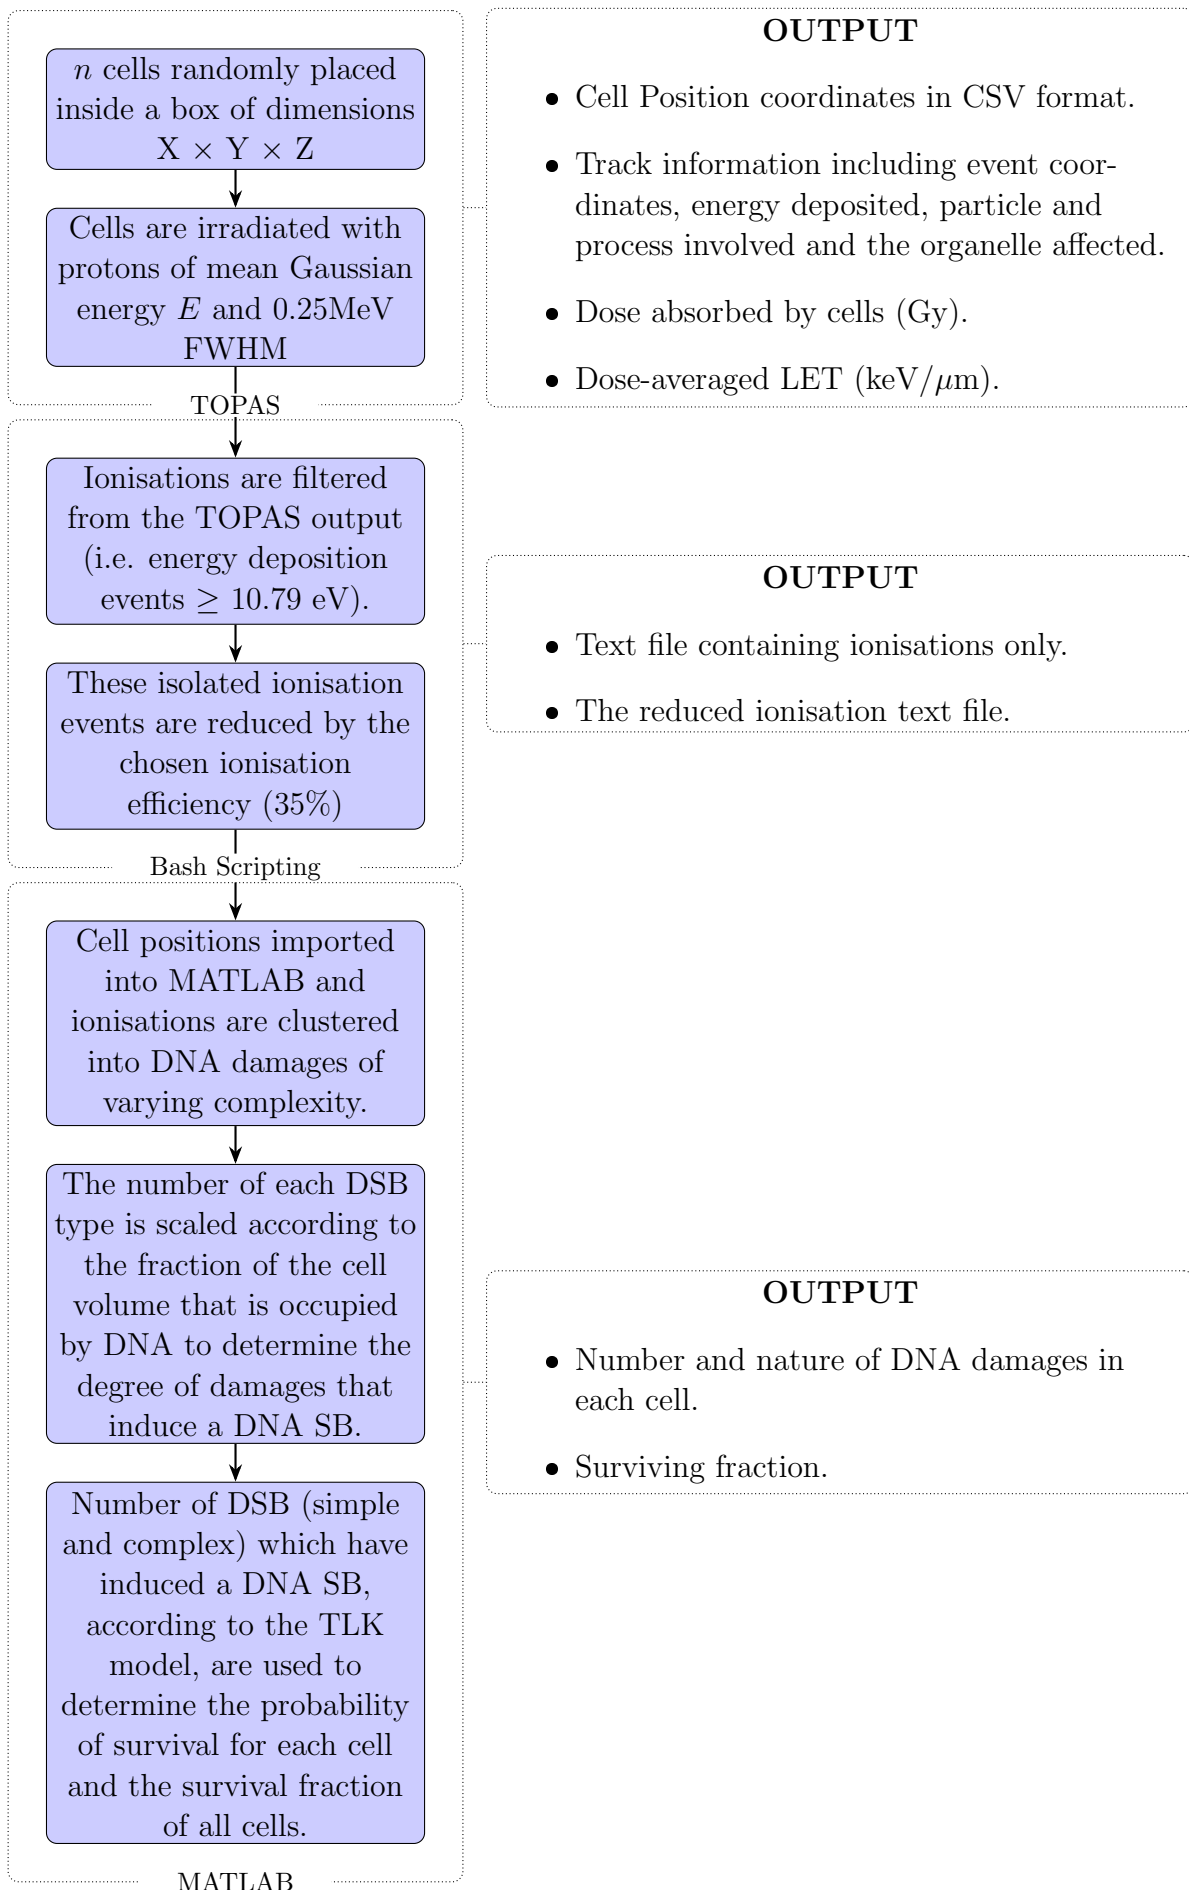 n cells randomly placed
inside a box of dimensions
X × Y × Z
Cells are irradiated with
protons of mean Gaussian
energy E and 0.25MeV
FWHM
TOPAS
OUTPUT
• Cell Position coordinates in CSV format.
• Track information including event coor-
dinates, energy deposited, particle and
process involved and the organelle affected.
• Dose absorbed by cells (Gy).
• Dose-averaged LET (keV/μm).
Ionisations are filtered
from the TOPAS output
(i.e. energy deposition
events ≥ 10.79 eV).
These isolated ionisation
events are reduced by the
chosen ionisation
efficiency (35%)
Bash Scripting
OUTPUT
• Text file containing ionisations only.
• The reduced ionisation text file.
Cell positions imported
into MATLAB and
ionisations are clustered
into DNA damages of
varying complexity.
The number of each DSB
type is scaled according to
the fraction of the cell
volume that is occupied
by DNA to determine the
degree of damages that
induce a DNA SB.
Number of DSB (simple
and complex) which have
induced a DNA SB,
according to the TLK
model, are used to
determine the probability
of survival for each cell
and the survival fraction
of all cells.
MATLAB
OUTPUT
• Number and nature of DNA damages in
each cell.
• Surviving fraction.